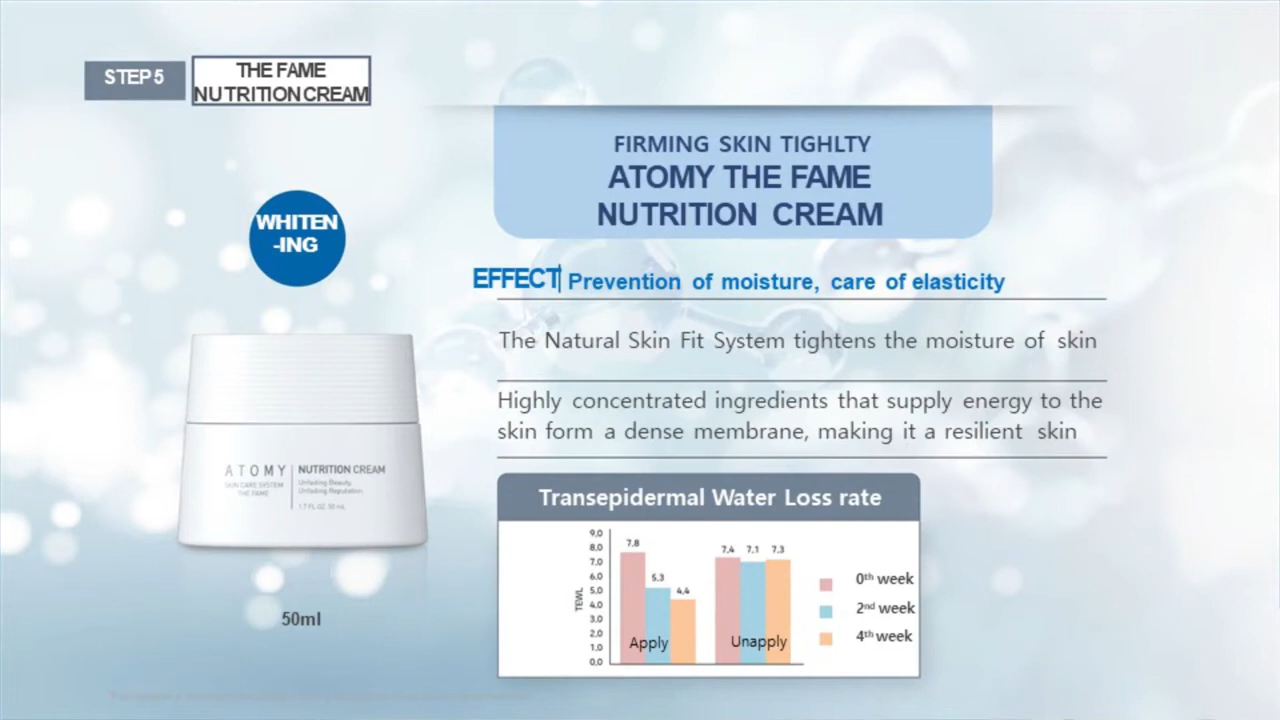 STEP 5
THE FAME
NUTRITION CREAM
FIRMING SKIN TIGHLTY
ATOMY THE FAME
NUTRITION CREAM
WHITEN
-ING
EFFECT| Prevention of moisture, care of elasticity
The Natural Skin Fit System tightens the moisture of skin
Highly concentrated ingredients that supply energy to the
skin form a dense membrane, making it a resilient skin
ATOMY
SKIN CARE SYSTEM
THE FAME
NUTRITION CREAM
Unfading Beauty,
Unfading Reputation
1.7 FL.OZ. 50 mL
50ml
Transepidermal Water Loss rate
TEWL
9,0
8,0
7,0
6,0
5,0
4,0
3,0
2,0
1,0
0,0
7,8
5,3
4,4
Apply
7,4
7,1
7,3
Unapply
0th week
2nd week
4th week